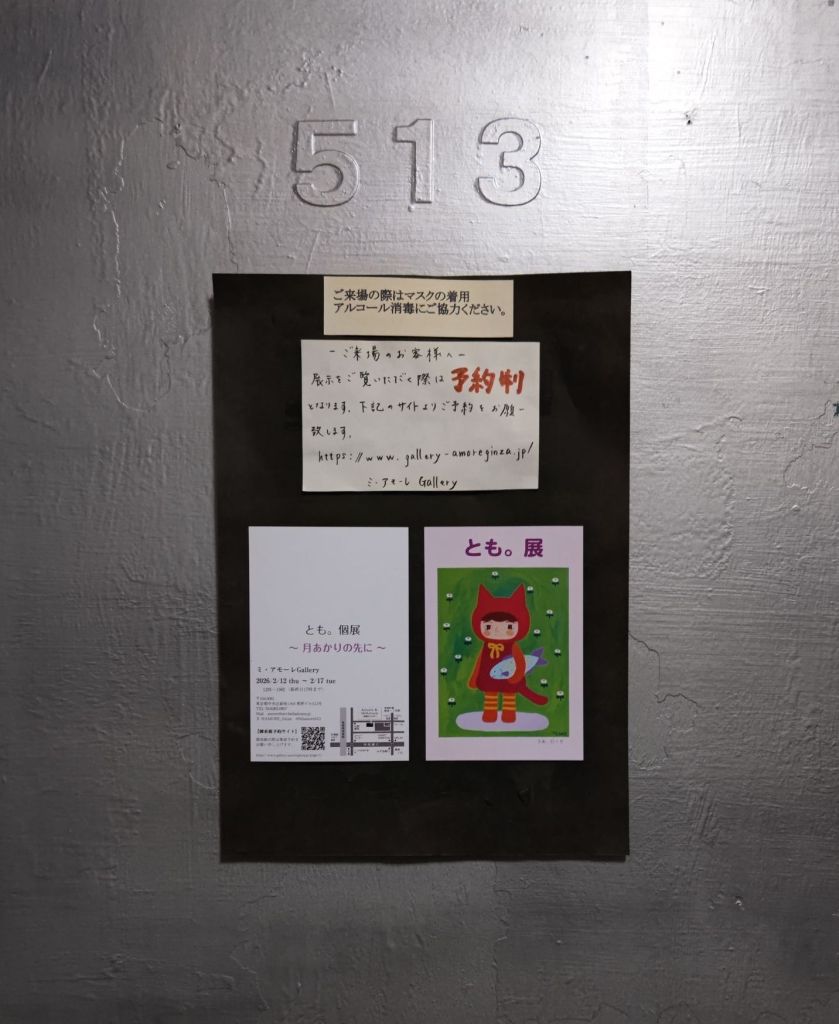 513
ご来場の際はマスクの着用
アルコール消毒にご協力ください。
－ご来場のお客様へ－
展示をご覧いただく際は 予約制
となります。下記のサイトよりご予約をお願い
致します。
https://www.gallery-amoreginza.jp/
ミ・アモーレ Gallery
とも。個展
～ 月あかりの先に ～
ミ・アモーレGallery
2026/2/12 thu ～ 2/17 tue
とも。展